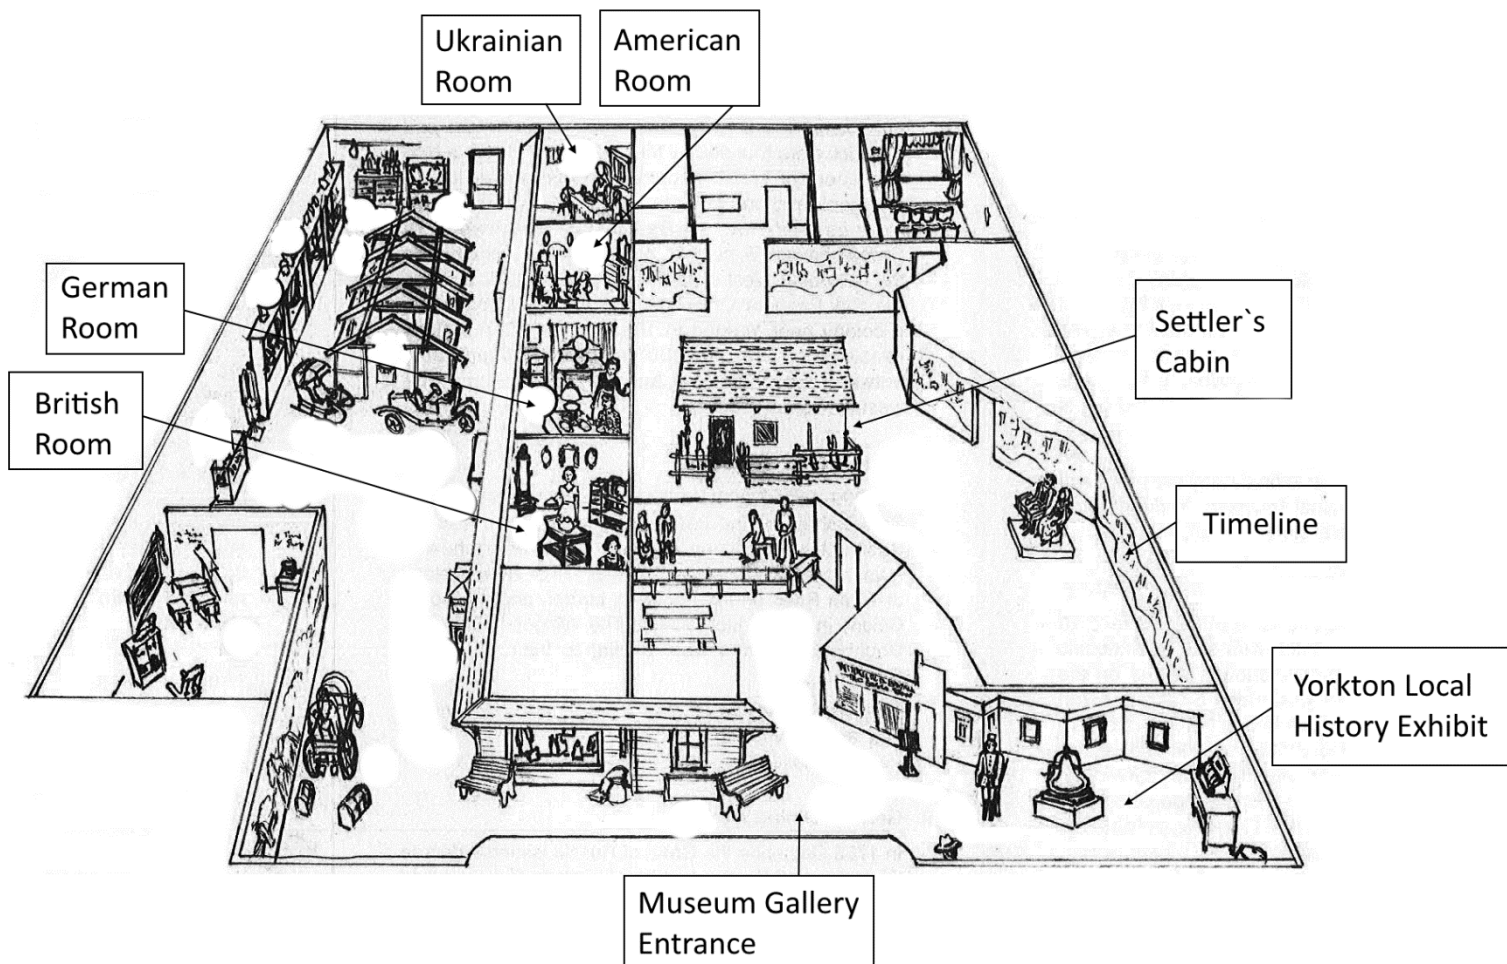 Ukrainian
Room
American
Room
German
Room
British
Room
Settler`s
Cabin
Timeline
Yorkton Local
History Exhibit
Museum Gallery
Entrance